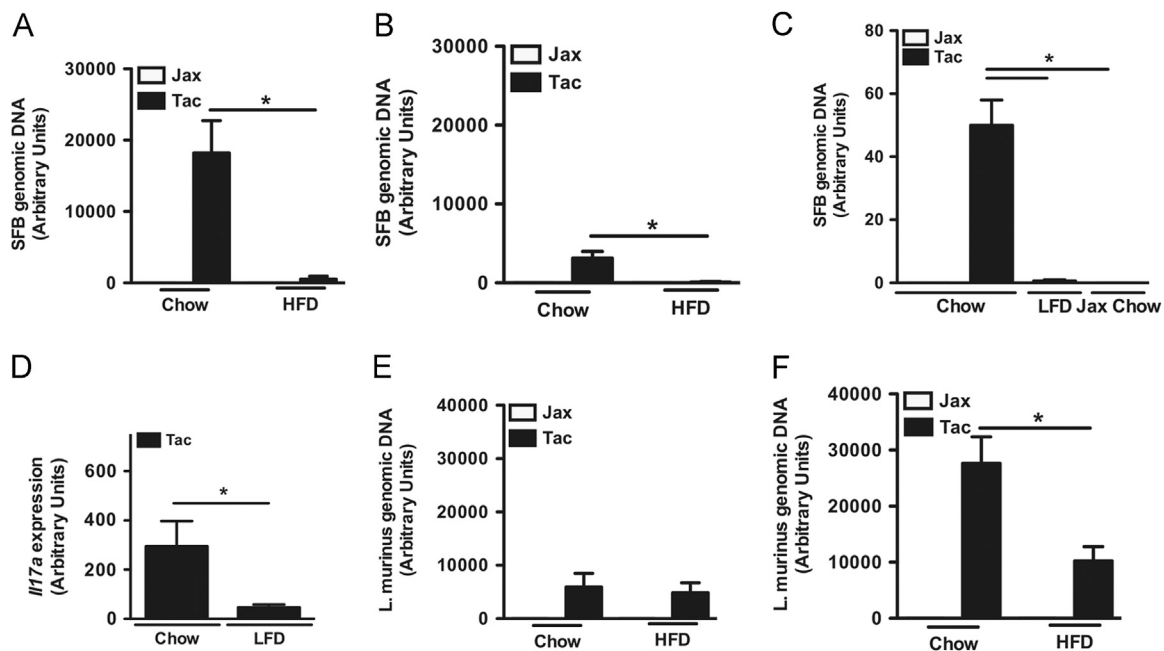 A
SFB genomic DNA
(Arbitrary Units)
30000
20000
10000
0
Jax
Tac
*
Chow HFD
B
SFB genomic DNA
(Arbitrary Units)
30000
20000
10000
0
Jax
Tac
*
Chow HFD
C
SFB genomic DNA
(Arbitrary Units)
80
60
40
20
0
Jax
Tac
*
Chow LFD Jax Chow
D
Il17a expression
(Arbitrary Units)
600
400
200
0
Tac
*
Chow LFD
E
L. murinus genomic DNA
(Arbitrary Units)
40000
30000
20000
10000
0
Jax
Tac
Chow HFD
F
L. murinus genomic DNA
(Arbitrary Units)
40000
30000
20000
10000
0
Jax
Tac
*
Chow HFD